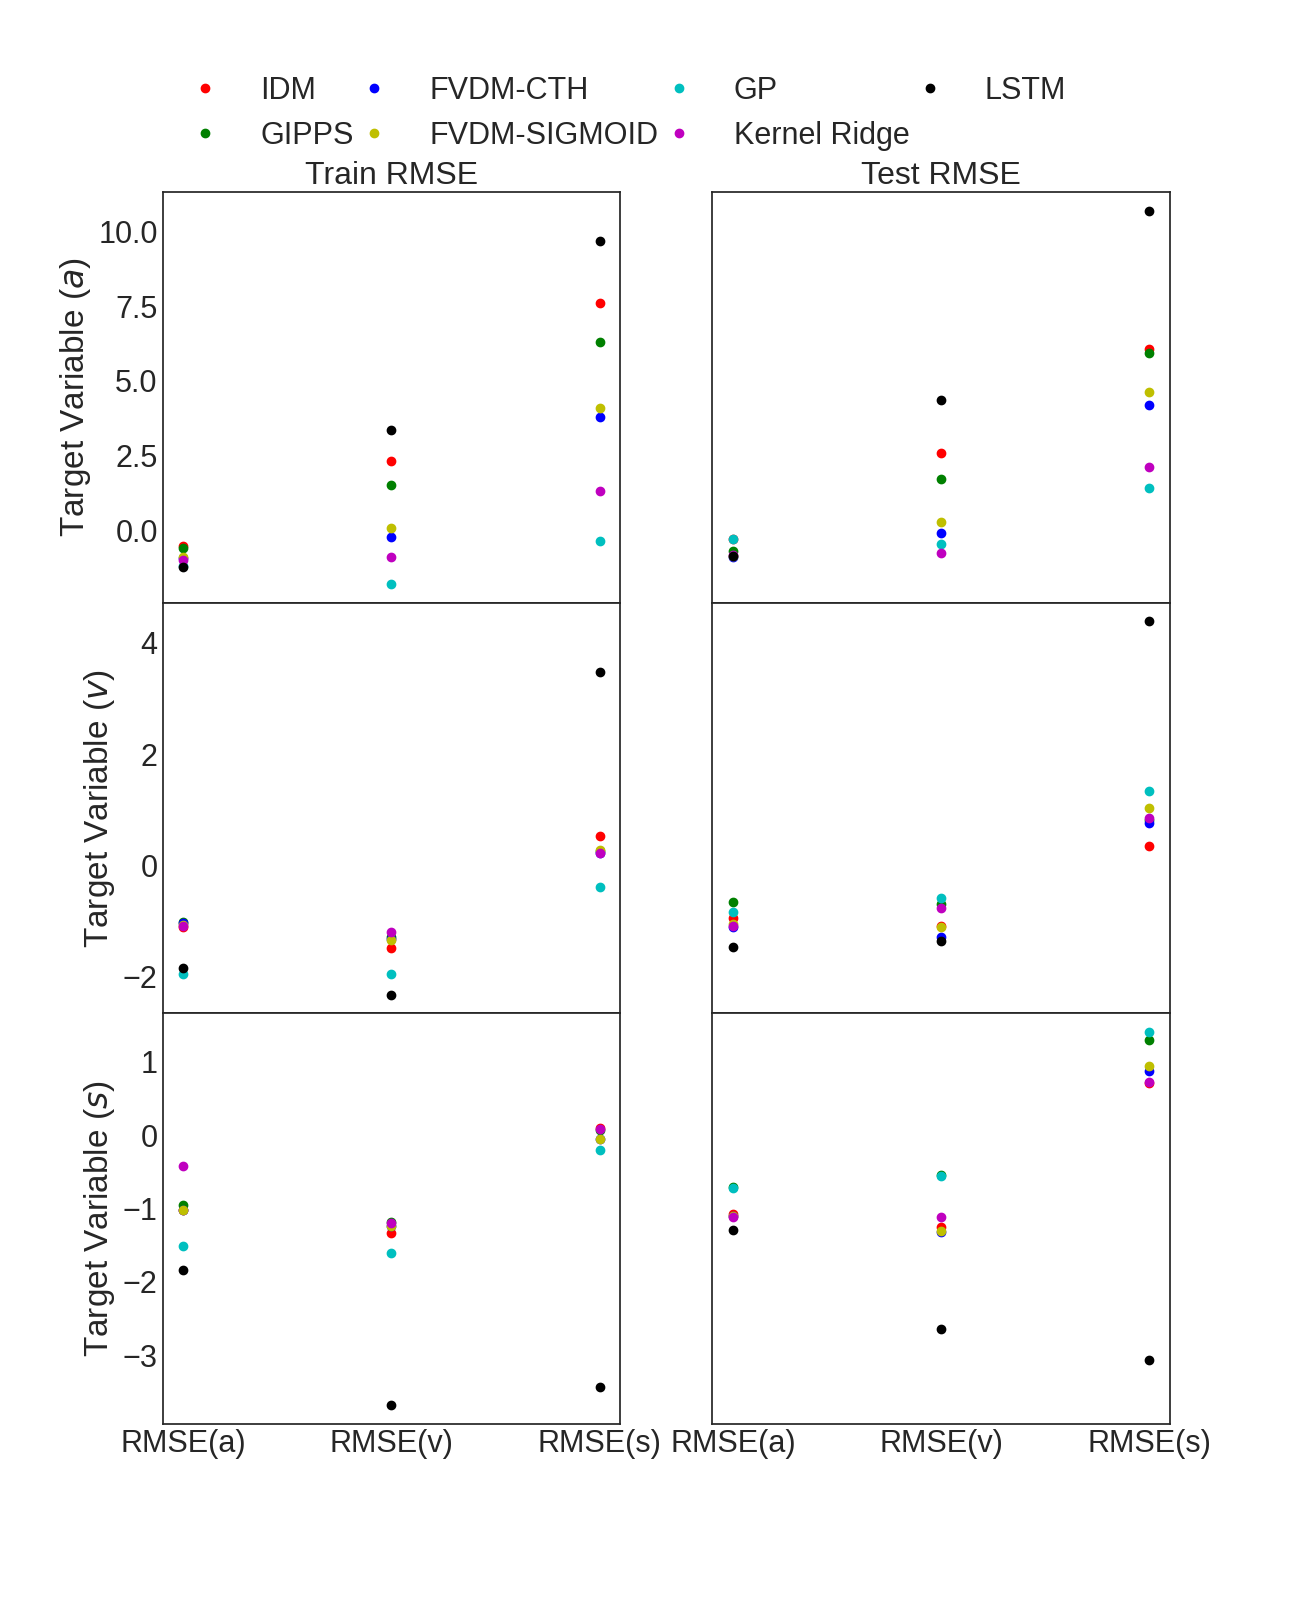 IDM FVDM-CTH GP LSTM
GIPPS FVDM-SIGMOID Kernel Ridge
Train RMSE Test RMSE
Target Variable (a)
10.0
7.5
5.0
2.5
0.0
Target Variable (v)
4
2
0
−2
Target Variable (s)
1
0
−1
−2
−3
RMSE(a) RMSE(v) RMSE(s) RMSE(a) RMSE(v) RMSE(s)